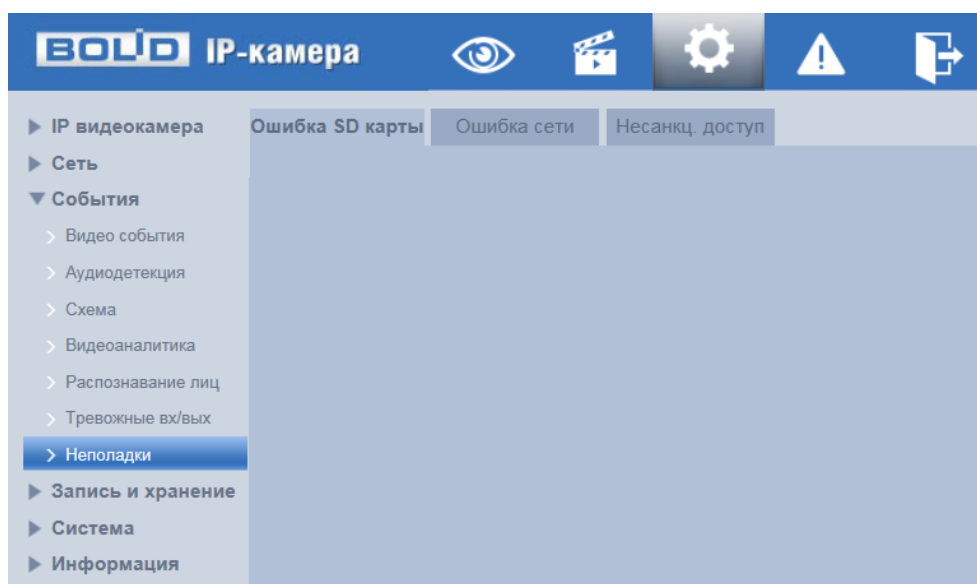 BOLID IP-камера
IP видеокамера
Сеть
События
Видео события
Аудиодетекция
Схема
Видеоаналитика
Распознавание лиц
Тревожные вх/вых
Неполадки
Запись и хранение
Система
Информация
Ошибка SD карты Ошибка сети Несанкц. доступ